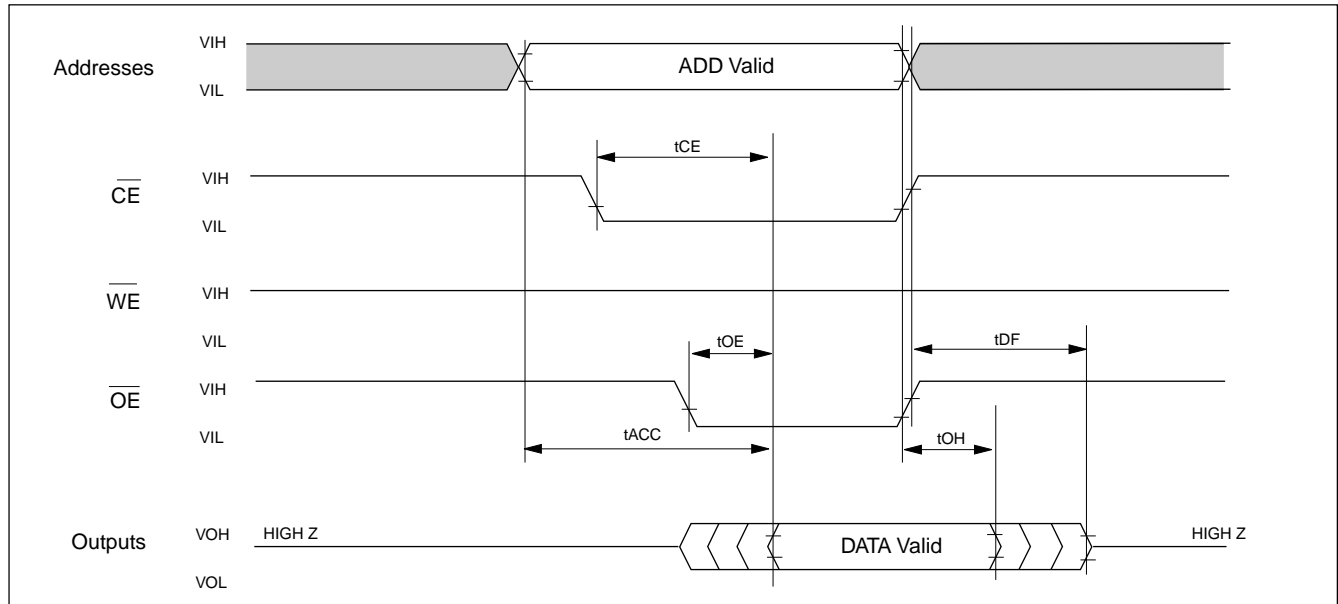 VIH
Addresses
ADD Valid
VIL
tCE
VIH
CE
VIL
WE
VIH
VIL
tOE
tDF
VIH
OE
VIL
tACC
tOH
Outputs
VOH
HIGH Z
DATA Valid
HIGH Z
VOL